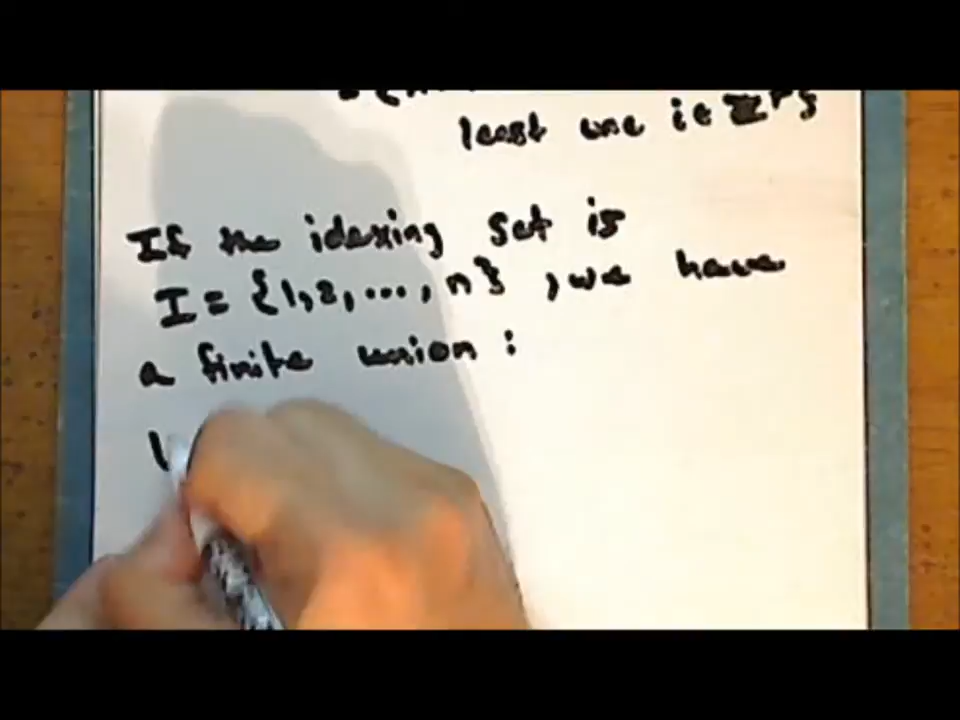 least one i ∈ ℤ⁺}
If the idexing set is
I = {1, 2, ..., n}, we have
a finite union :